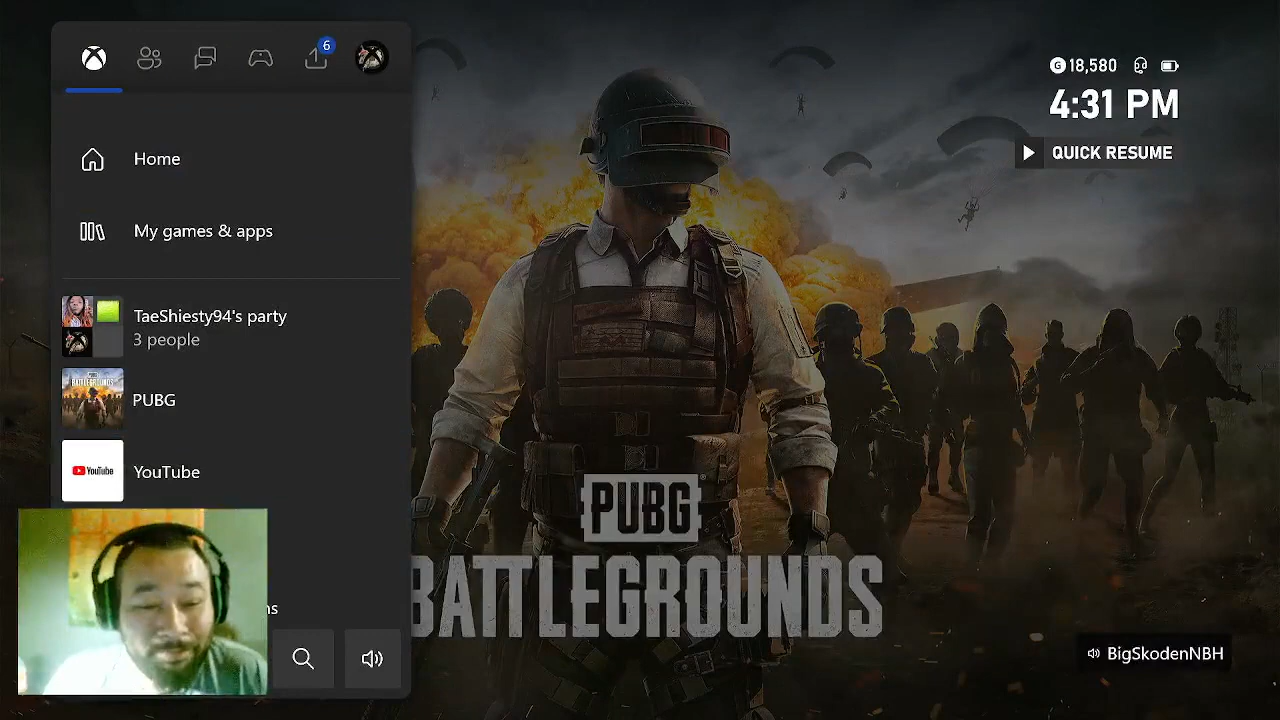 6
Home
My games & apps
TaeShiesty94's party
3 people
BATTLEGROUNDS
PUBG
YouTube
YouTube
ns
G 18,580
4:31 PM
QUICK RESUME
PUBG
BATTLEGROUNDS
BigSkodenNBH